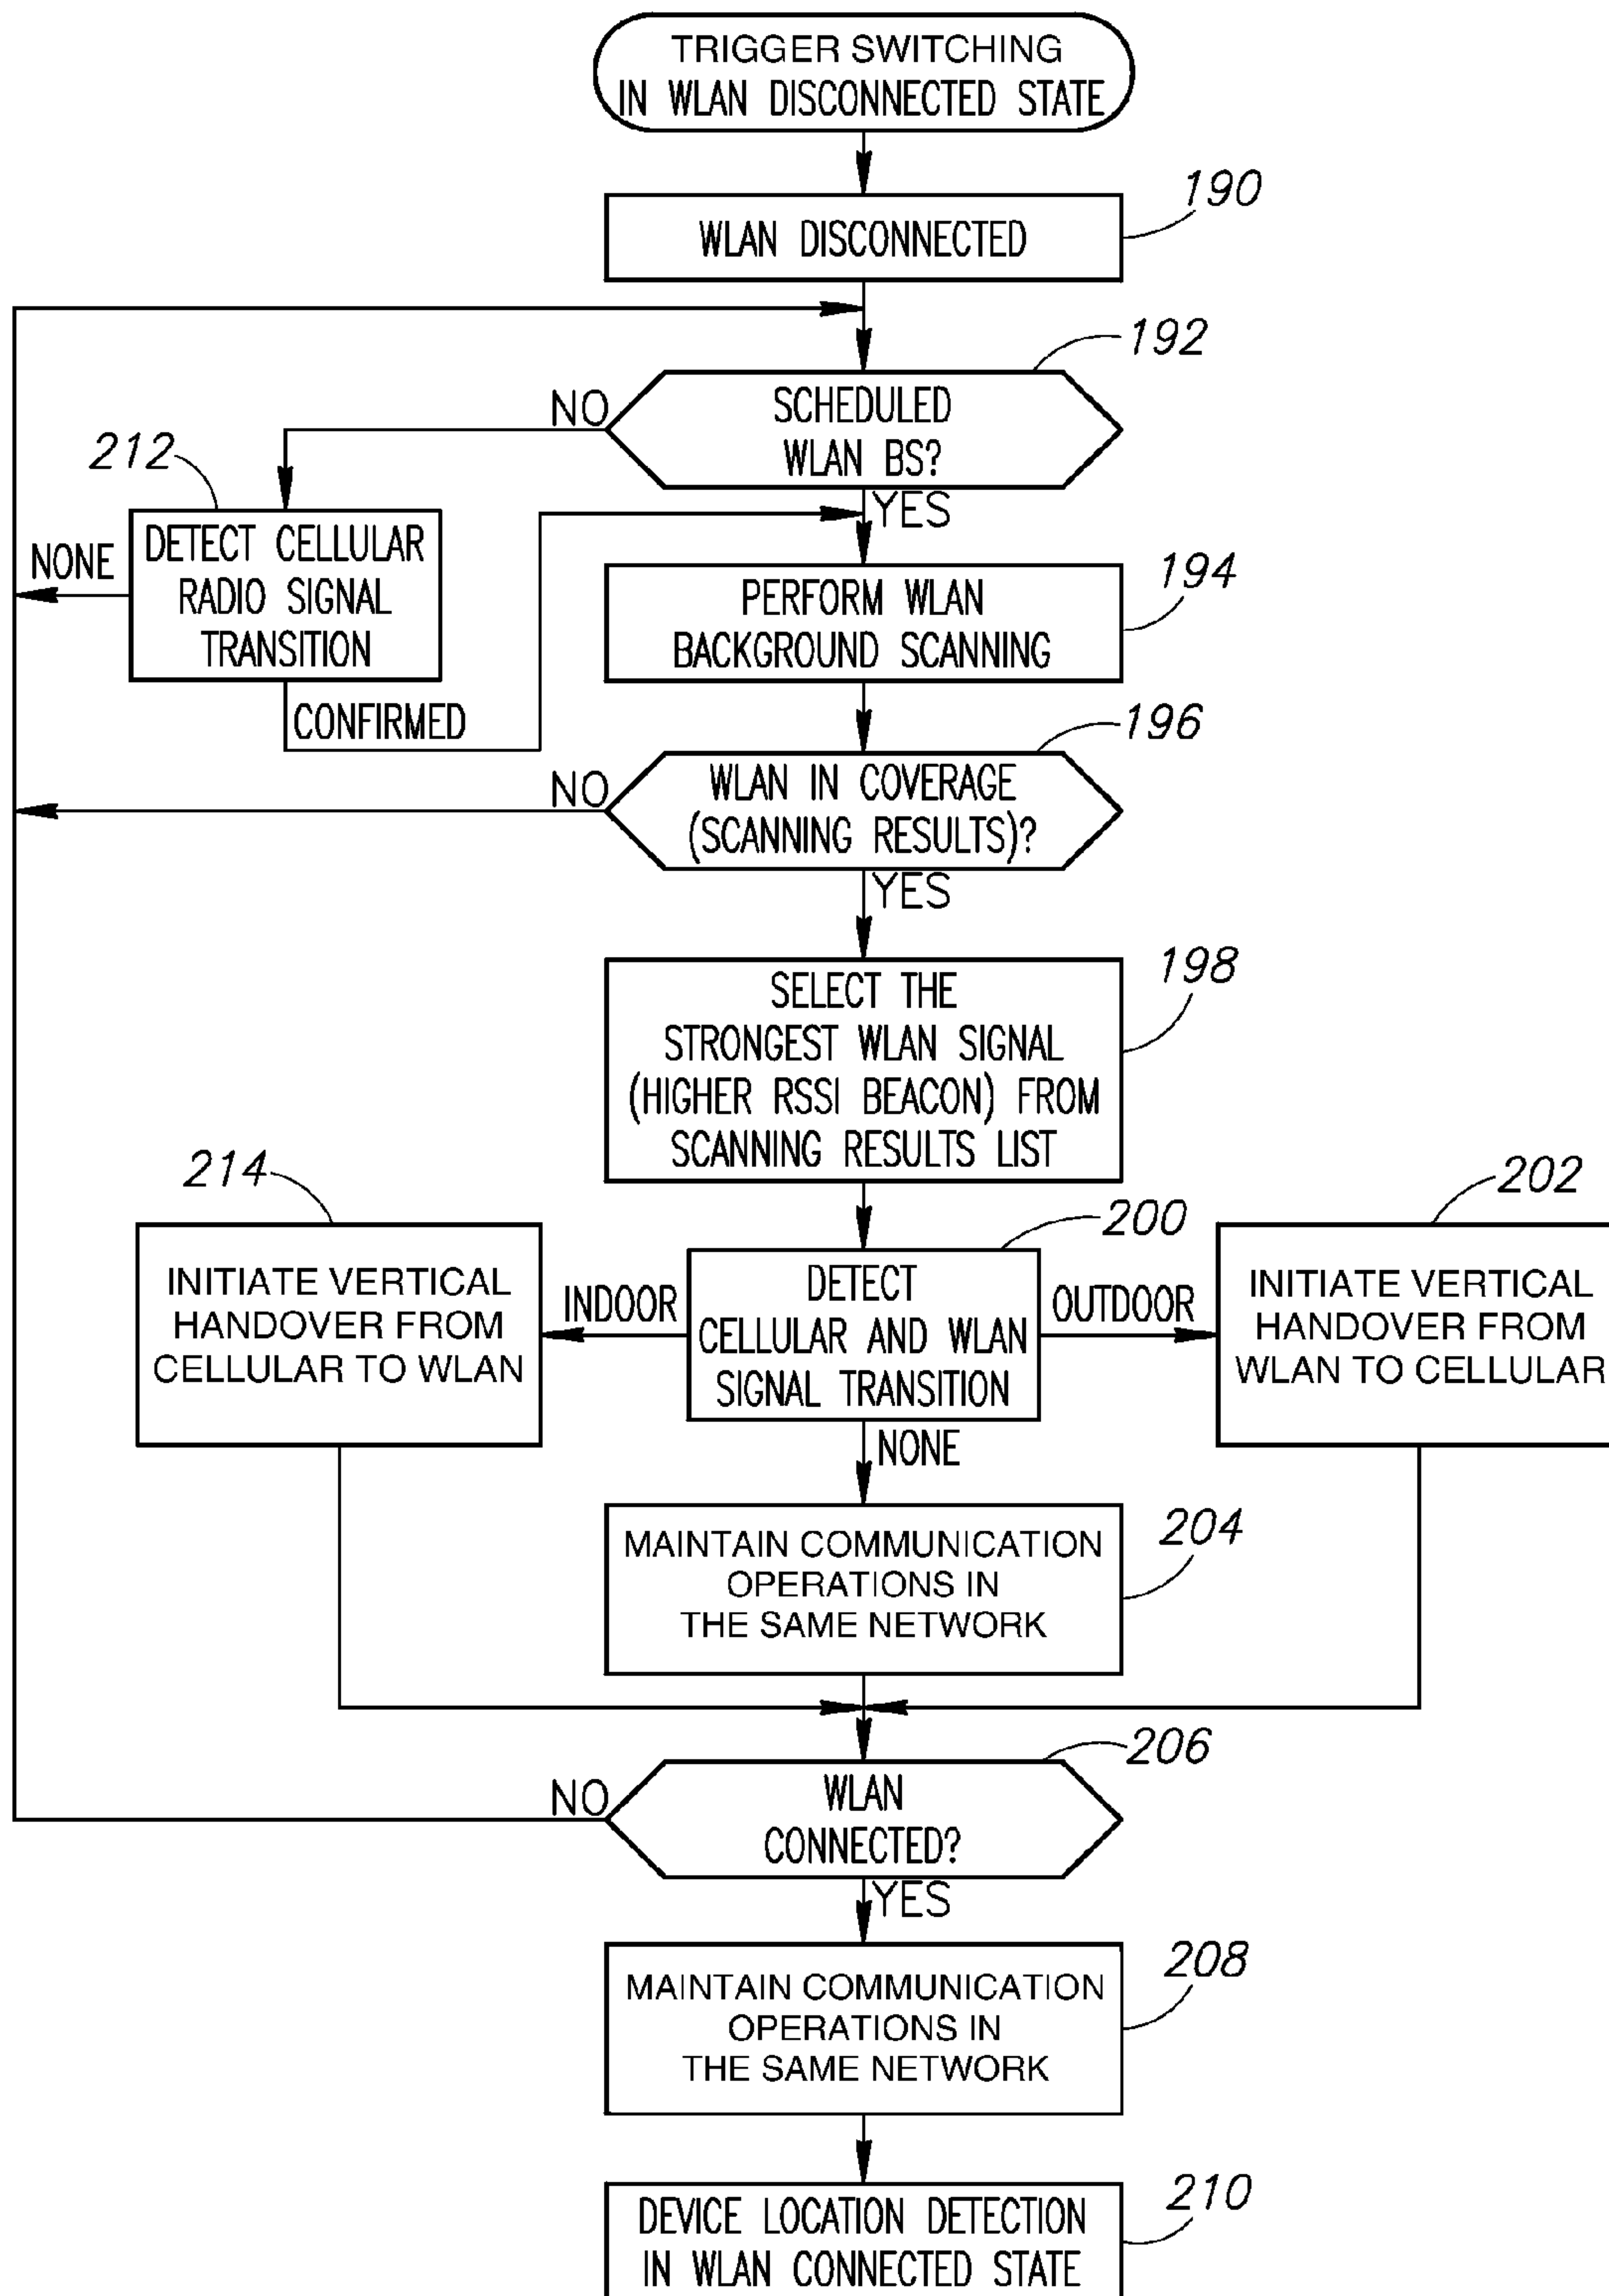 TRIGGER SWITCHING
IN WLAN DISCONNECTED STATE
190
WLAN DISCONNECTED
192
SCHEDULED
WLAN BS?
NO
YES
212
DETECT CELLULAR
RADIO SIGNAL
TRANSITION
NONE
CONFIRMED
194
PERFORM WLAN
BACKGROUND SCANNING
196
WLAN IN COVERAGE
(SCANNING RESULTS)?
NO
YES
198
SELECT THE
STRONGEST WLAN SIGNAL
(HIGHER RSSI BEACON) FROM
SCANNING RESULTS LIST
214
INITIATE VERTICAL
HANDOVER FROM
CELLULAR TO WLAN
INDOOR
200
DETECT
CELLULAR AND WLAN
SIGNAL TRANSITION
OUTDOOR
202
INITIATE VERTICAL
HANDOVER FROM
WLAN TO CELLULAR
NONE
204
MAINTAIN COMMUNICATION
OPERATIONS IN
THE SAME NETWORK
206
WLAN
CONNECTED?
NO
YES
208
MAINTAIN COMMUNICATION
OPERATIONS IN
THE SAME NETWORK
210
DEVICE LOCATION DETECTION
IN WLAN CONNECTED STATE